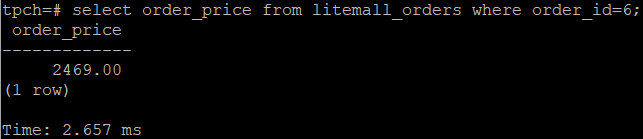 tpch=# select order_price from litemall_orders where order_id=6;
order_price
-------------
2469.00
(1 row)
Time: 2.657 ms